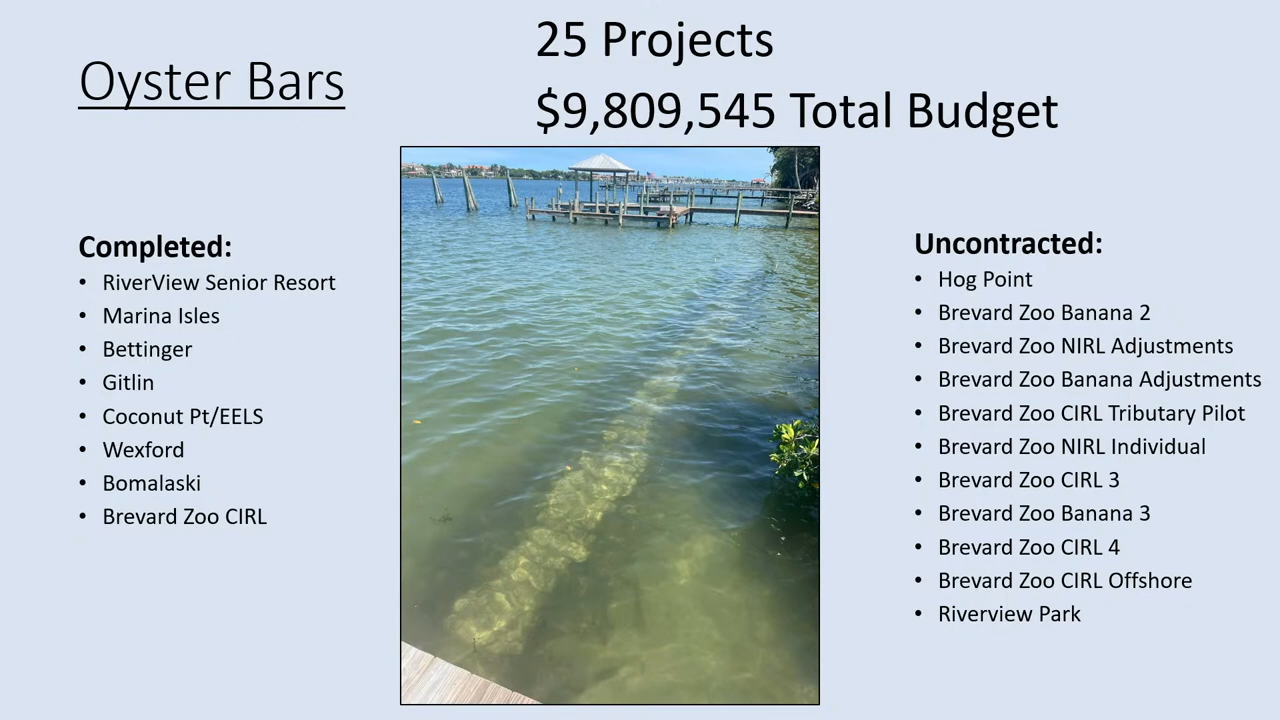 Oyster Bars
25 Projects
$9,809,545 Total Budget
Completed:
• RiverView Senior Resort
• Marina Isles
• Bettinger
• Gitlin
• Coconut Pt/EELS
• Wexford
• Bomalaski
• Brevard Zoo CIRL
Uncontracted:
• Hog Point
• Brevard Zoo Banana 2
• Brevard Zoo NIRL Adjustments
• Brevard Zoo Banana Adjustments
• Brevard Zoo CIRL Tributary Pilot
• Brevard Zoo NIRL Individual
• Brevard Zoo CIRL 3
• Brevard Zoo Banana 3
• Brevard Zoo CIRL 4
• Brevard Zoo CIRL Offshore
• Riverview Park